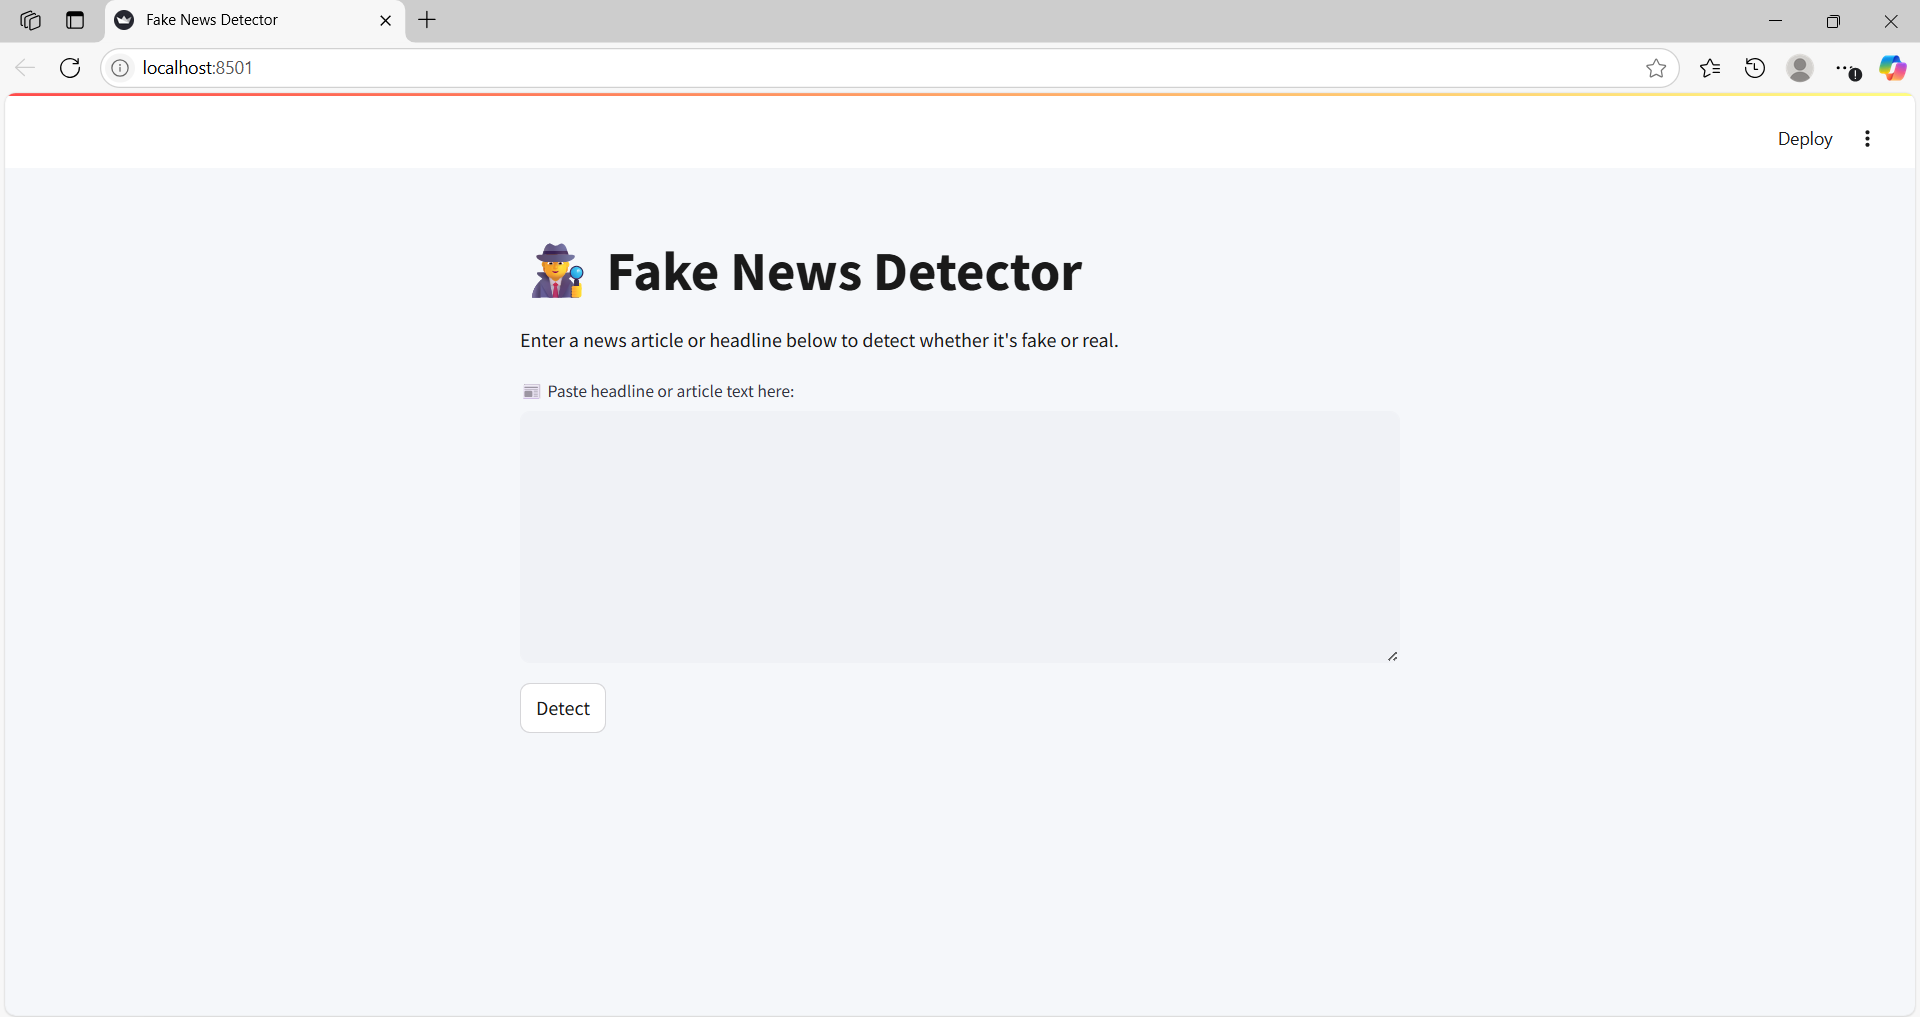 Fake News Detector
localhost:8501
Deploy
Fake News Detector
Enter a news article or headline below to detect whether it's fake or real.
Paste headline or article text here:
Detect